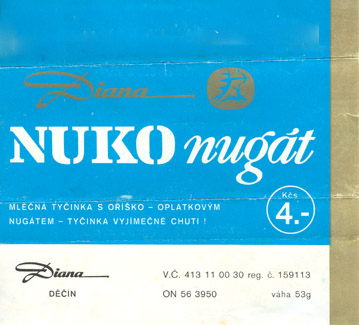 Diana
NUKO nugát
MLÉČNÁ TYČINKA S OŘÍŠKO – OPLATKOVÝM
NUGÁTEM – TYČINKA VYJÍMEČNÉ CHUTI !
Kčs
4.-
Diana
DĚČÍN
V.Č. 413 11 00 30 reg. č. 159113
ON 56 3950
váha 53g